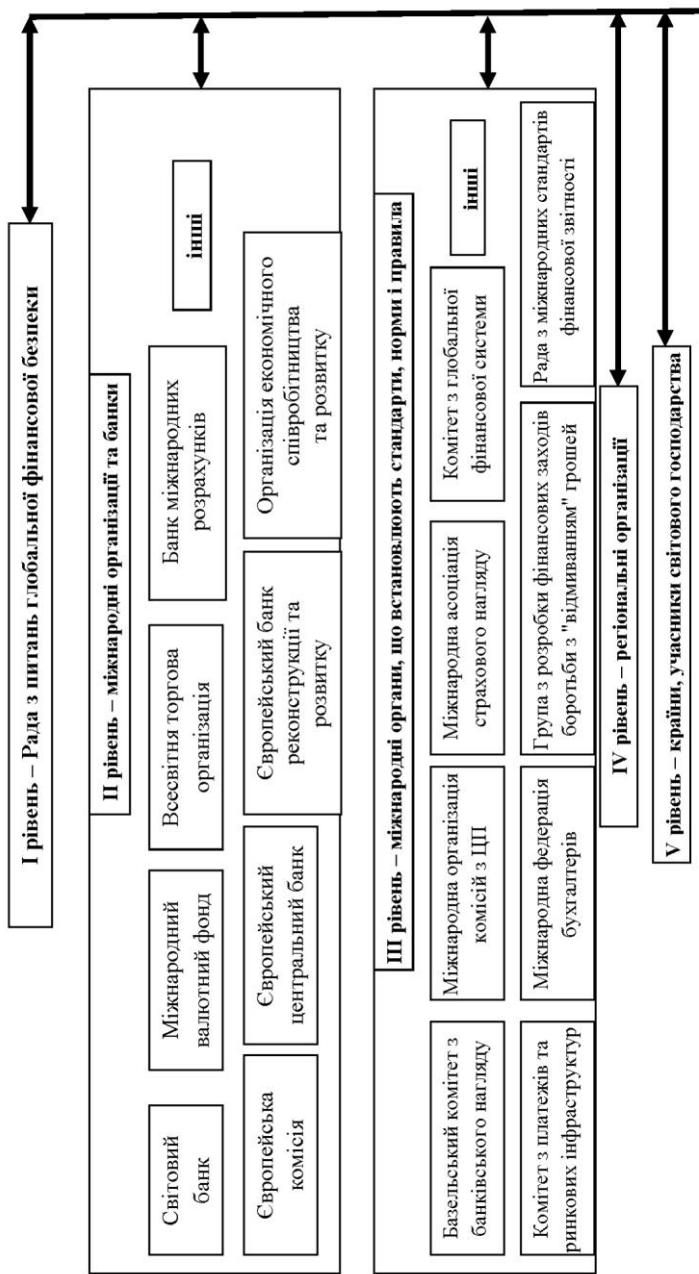 І рівень – Рада з питань глобальної фінансової безпеки
ІІ рівень – міжнародні організації та банки
Світовий
банк
Міжнародний
валютний фонд
Всесвітня торгова
організація
Банк міжнародних
розрахунків
інші
Європейська
комісія
Європейський
центральний банк
Європейський банк
реконструкції та
розвитку
Організація економічного
співробітництва
та розвитку
ІІІ рівень – міжнародні органи, що встановлюють стандарти, норми і правила
Базельський комітет з
банківського нагляду
Міжнародна організація
комісій з ЦП
Міжнародна асоціація
страхового нагляду
Комітет з глобальної
фінансової системи
інші
Комітет з платежів та
ринкових інфраструктур
Міжнародна федерація
бухгалтерів
Група з розробки фінансових заходів
боротьби з "відмиванням" грошей
Рада з міжнародних стандартів
фінансової звітності
IV рівень – регіональні організації
V рівень – країни, учасники світового господарства